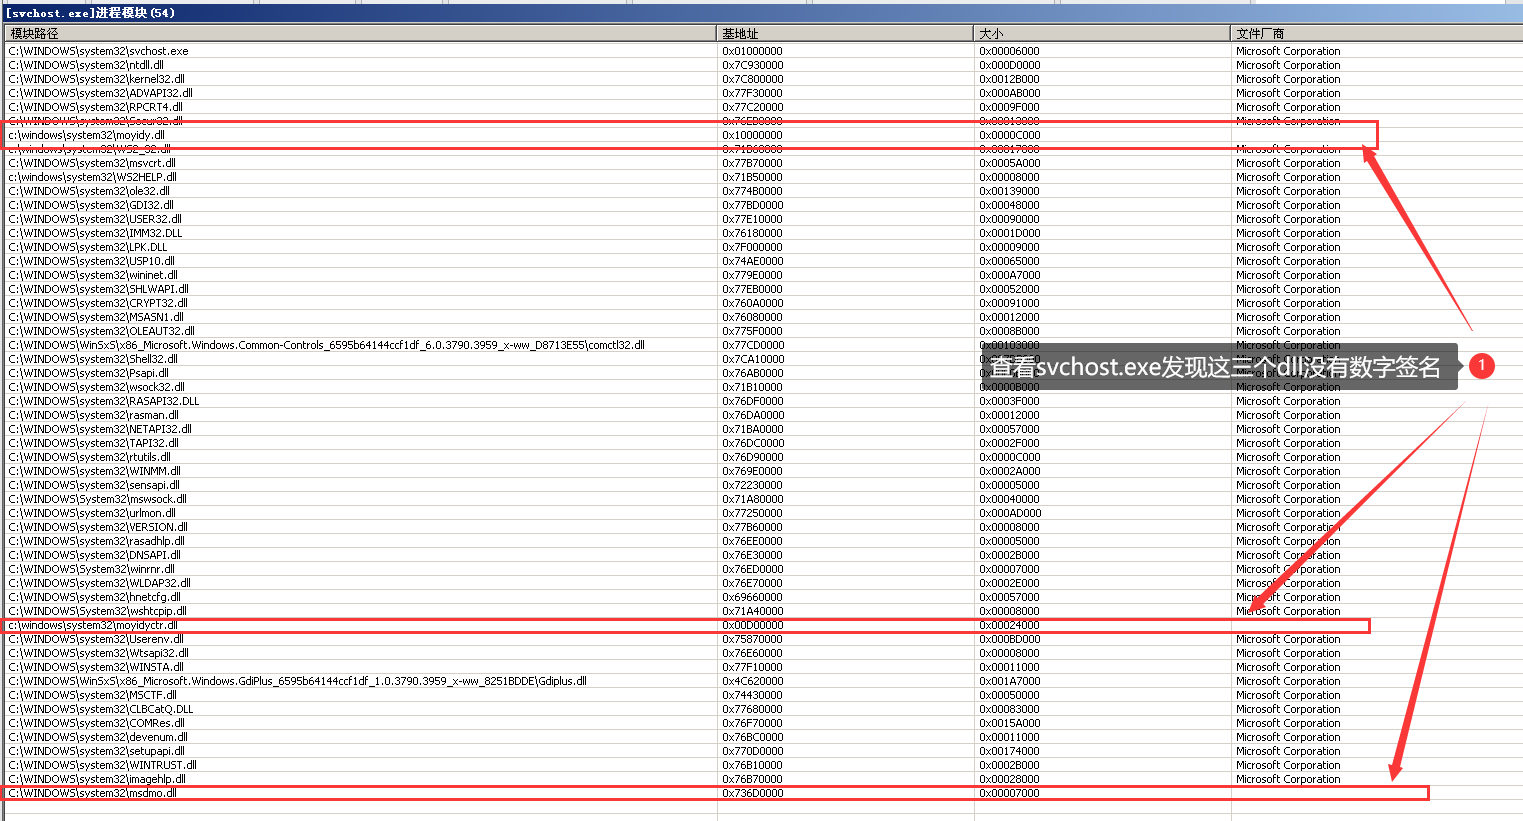 [svchost.exe]进程模块(54)
模块路径 基地址 大小 文件厂商
C:\WINDOWS\system32\svchost.exe 0x01000000 0x00006000 Microsoft Corporation
C:\WINDOWS\system32\ntdll.dll 0x7C930000 0x000D0000 Microsoft Corporation
C:\WINDOWS\system32\kernel32.dll 0x7C800000 0x0012B000 Microsoft Corporation
C:\WINDOWS\system32\ADVAPI32.dll 0x77F30000 0x000AB000 Microsoft Corporation
C:\WINDOWS\system32\RPCRT4.dll 0x77C20000 0x0009F000 Microsoft Corporation
C:\WINDOWS\system32\Secur32.dll 0x76EB0000 0x00013000 Microsoft Corporation
c:\windows\system32\moyidy.dll 0x10000000 0x0000C000
c:\windows\system32\WS2_32.dll 0x71B60000 0x00017000 Microsoft Corporation
C:\WINDOWS\system32\msvcrt.dll 0x77B70000 0x0005A000 Microsoft Corporation
c:\windows\system32\WS2HELP.dll 0x71B50000 0x00008000 Microsoft Corporation
C:\WINDOWS\system32\ole32.dll 0x774B0000 0x00139000 Microsoft Corporation
C:\WINDOWS\system32\GDI32.dll 0x77BD0000 0x00048000 Microsoft Corporation
C:\WINDOWS\system32\USER32.dll 0x77E10000 0x00090000 Microsoft Corporation
C:\WINDOWS\system32\IMM32.DLL 0x76180000 0x0001D000 Microsoft Corporation
C:\WINDOWS\system32\LPK.DLL 0x7F000000 0x00009000 Microsoft Corporation
C:\WINDOWS\system32\USP10.dll 0x74AE0000 0x00065000 Microsoft Corporation
C:\WINDOWS\system32\wininet.dll 0x779E0000 0x000A7000 Microsoft Corporation
C:\WINDOWS\system32\SHLWAPI.dll 0x77EB0000 0x00052000 Microsoft Corporation
C:\WINDOWS\system32\CRYPT32.dll 0x760A0000 0x00091000 Microsoft Corporation
C:\WINDOWS\system32\MSASN1.dll 0x76080000 0x00012000 Microsoft Corporation
C:\WINDOWS\system32\OLEAUT32.dll 0x775F0000 0x0008B000 Microsoft Corporation
C:\WINDOWS\WinSxS\x86_Microsoft.Windows.Common-Controls_6595b64144ccf1df_6.0.3790.3959_x-ww_D8713E55\comctl32.dll 0x77CD0000 0x00103000 Microsoft Corporation
C:\WINDOWS\system32\Shell32.dll 0x7CA10000 Microsoft Corporation
查看svchost.exe发现这三个dll没有数字签名 1
C:\WINDOWS\system32\Psapi.dll 0x76AB0000 Microsoft Corporation
C:\WINDOWS\system32\wsock32.dll 0x71B10000 0x0000B000 Microsoft Corporation
C:\WINDOWS\system32\RASAPI32.DLL 0x76DF0000 0x0003F000 Microsoft Corporation
C:\WINDOWS\system32\rasman.dll 0x76DA0000 0x00012000 Microsoft Corporation
C:\WINDOWS\system32\NETAPI32.dll 0x71BA0000 0x00057000 Microsoft Corporation
C:\WINDOWS\system32\TAPI32.dll 0x76DC0000 0x0002F000 Microsoft Corporation
C:\WINDOWS\system32\rtutils.dll 0x76D90000 0x0000C000 Microsoft Corporation
C:\WINDOWS\system32\WINMM.dll 0x769E0000 0x0002A000 Microsoft Corporation
C:\WINDOWS\system32\sensapi.dll 0x72230000 0x00005000 Microsoft Corporation
C:\WINDOWS\System32\mswsock.dll 0x71A80000 0x00040000 Microsoft Corporation
C:\WINDOWS\system32\urlmon.dll 0x77250000 0x000AD000 Microsoft Corporation
C:\WINDOWS\system32\VERSION.dll 0x77B60000 0x00008000 Microsoft Corporation
C:\WINDOWS\system32\rasadhlp.dll 0x76EE0000 0x00005000 Microsoft Corporation
C:\WINDOWS\system32\DNSAPI.dll 0x76E30000 0x0002B000 Microsoft Corporation
C:\WINDOWS\System32\winrnr.dll 0x76ED0000 0x00007000 Microsoft Corporation
C:\WINDOWS\system32\WLDAP32.dll 0x76E70000 0x0002E000 Microsoft Corporation
C:\WINDOWS\system32\hnetcfg.dll 0x69660000 0x00057000 Microsoft Corporation
C:\WINDOWS\System32\wshtcpip.dll 0x71A40000 0x00008000 Microsoft Corporation
c:\windows\system32\moyidyctr.dll 0x00D00000 0x00024000
C:\WINDOWS\system32\Userenv.dll 0x75870000 0x000BD000 Microsoft Corporation
C:\WINDOWS\system32\Wtsapi32.dll 0x76E60000 0x00008000 Microsoft Corporation
C:\WINDOWS\system32\WINSTA.dll 0x77F10000 0x00011000 Microsoft Corporation
C:\WINDOWS\WinSxS\x86_Microsoft.Windows.GdiPlus_6595b64144ccf1df_1.0.3790.3959_x-ww_8251BDDE\Gdiplus.dll 0x4C620000 0x001A7000 Microsoft Corporation
C:\WINDOWS\system32\MSCTF.dll 0x74430000 0x00050000 Microsoft Corporation
C:\WINDOWS\system32\CLBCatQ.DLL 0x77680000 0x00083000 Microsoft Corporation
C:\WINDOWS\system32\COMRes.dll 0x76F70000 0x0015A000 Microsoft Corporation
C:\WINDOWS\system32\devenum.dll 0x76BC0000 0x00011000 Microsoft Corporation
C:\WINDOWS\system32\setupapi.dll 0x770D0000 0x00174000 Microsoft Corporation
C:\WINDOWS\system32\WINTRUST.dll 0x76B10000 0x0002B000 Microsoft Corporation
C:\WINDOWS\system32\imagehlp.dll 0x76B70000 0x00028000 Microsoft Corporation
C:\WINDOWS\system32\msdmo.dll 0x736D0000 0x00007000